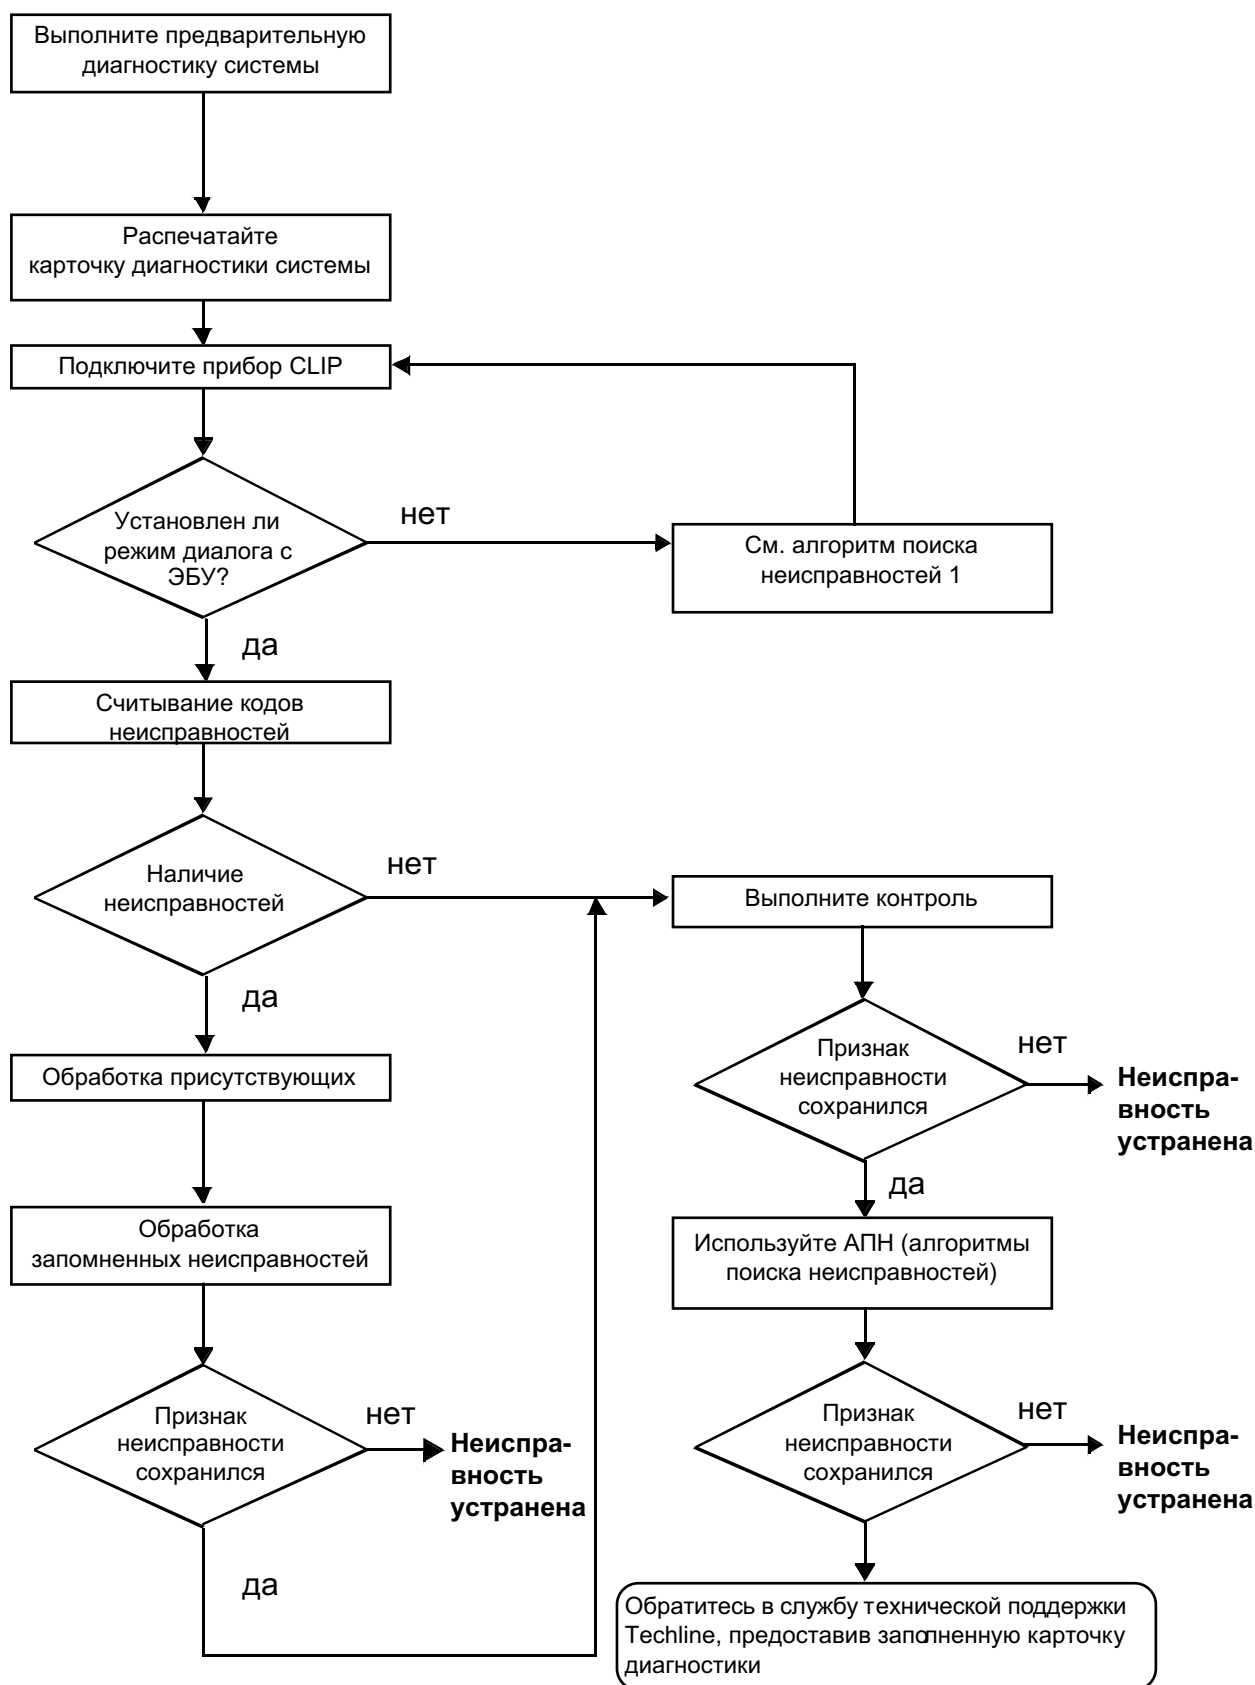 Выполните предварительную
диагностику системы
Распечатайте
карточку диагностики системы
Подключите прибор CLIP
Установлен ли
режим диалога с
ЭБУ?
нет
См. алгоритм поиска
неисправностей 1
да
Считывание кодов
неисправностей
Наличие
неисправностей
нет
Выполните контроль
да
Обработка присутствующих
Обработка
запомненных неисправностей
Признак
неисправности
сохранился
нет
Неиспра-
вность
устранена
да
Признак
неисправности
сохранился
нет
Неиспра-
вность
устранена
да
Используйте АПН (алгоритмы
поиска неисправностей)
Признак
неисправности
сохранился
нет
Неиспра-
вность
устранена
Обратитесь в службу технической поддержки
Techline, предоставив заполненную карточку
диагностики